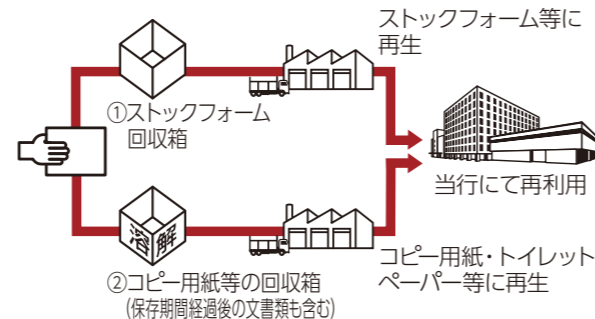 ストックフォーム等に
再生
①ストックフォーム
回収箱
当行にて再利用
溶解
②コピー用紙等の回収箱
(保存期間経過後の文書類も含む)
コピー用紙・トイレット
ペーパー等に再生